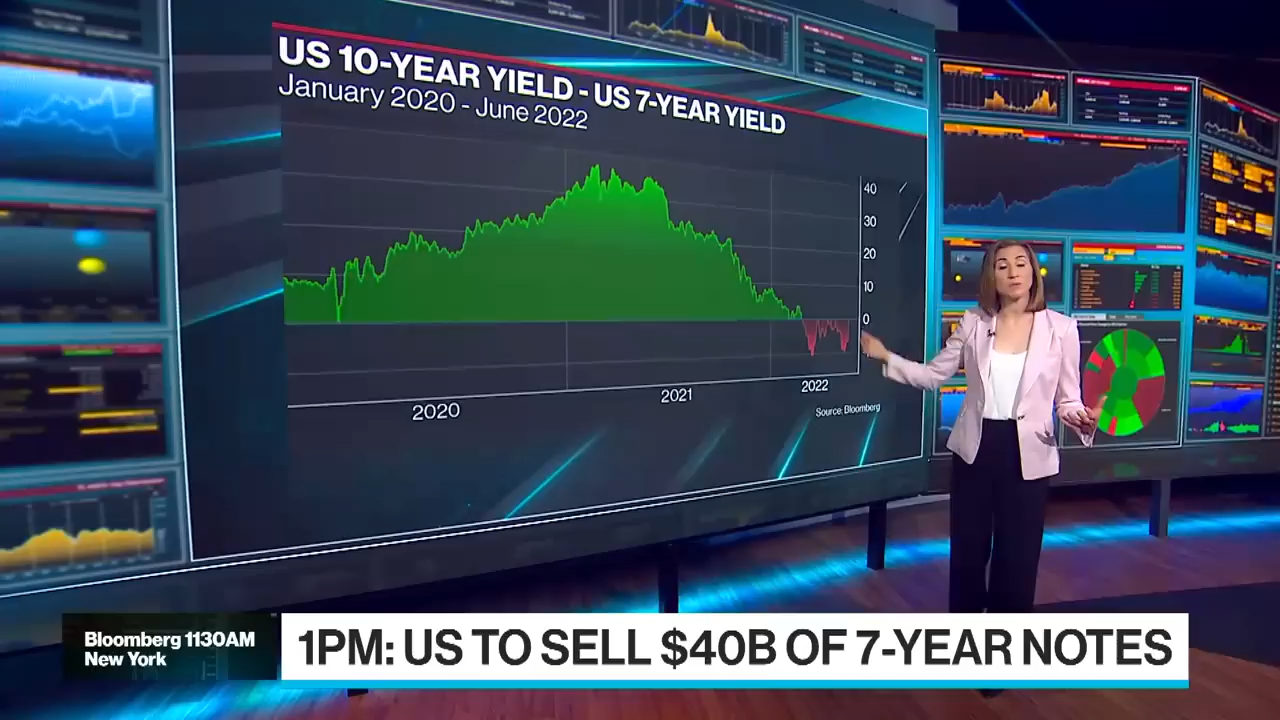 US 10-YEAR YIELD - US 7-YEAR YIELD
January 2020 - June 2022
40
30
20
10
0
2020
2021
2022
Source: Bloomberg
Bloomberg 1130AM
New York
1PM: US TO SELL $40B OF 7-YEAR NOTES